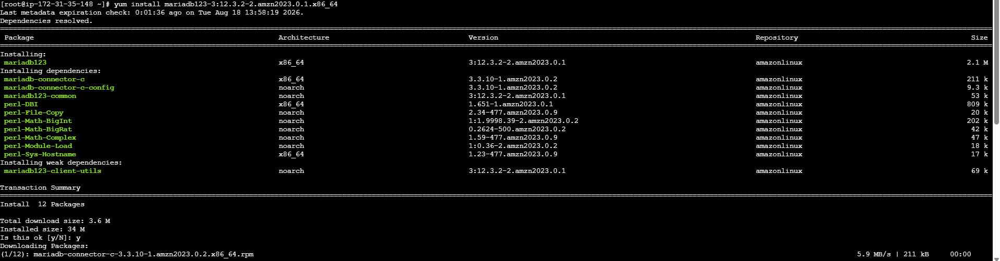 [root@ip-172-31-35-148 ~]# yum install mariadb123-3:12.3.2-2.amzn2023.0.1.x86_64
Last metadata expiration check: 0:01:36 ago on Tue Aug 18 13:58:19 2026.
Dependencies resolved.
Package Architecture Version Repository Size
Installing:
mariadb123 x86_64 3:12.3.2-2.amzn2023.0.1 amazonlinux 2.1 M
Installing dependencies:
mariadb-connector-c x86_64 3.3.10-1.amzn2023.0.2 amazonlinux 211 k
mariadb-connector-c-config noarch 3.3.10-1.amzn2023.0.2 amazonlinux 9.3 k
mariadb123-common noarch 3:12.3.2-2.amzn2023.0.1 amazonlinux 53 k
perl-DBI x86_64 1.651-1.amzn2023.0.1 amazonlinux 809 k
perl-File-Copy noarch 2.34-477.amzn2023.0.9 amazonlinux 20 k
perl-Math-BigInt noarch 1:1.9998.39-2.amzn2023.0.2 amazonlinux 202 k
perl-Math-BigRat noarch 0.2624-500.amzn2023.0.2 amazonlinux 42 k
perl-Math-Complex noarch 1.59-477.amzn2023.0.9 amazonlinux 47 k
perl-Module-Load noarch 1:0.36-2.amzn2023.0.2 amazonlinux 18 k
perl-Sys-Hostname x86_64 1.23-477.amzn2023.0.9 amazonlinux 17 k
Installing weak dependencies:
mariadb123-client-utils noarch 3:12.3.2-2.amzn2023.0.1 amazonlinux 69 k
Transaction Summary
Install 12 Packages
Total download size: 3.6 M
Installed size: 34 M
Is this ok [y/N]: y
Downloading Packages:
(1/12): mariadb-connector-c-3.3.10-1.amzn2023.0.2.x86_64.rpm 5.9 MB/s | 211 kB 00:00